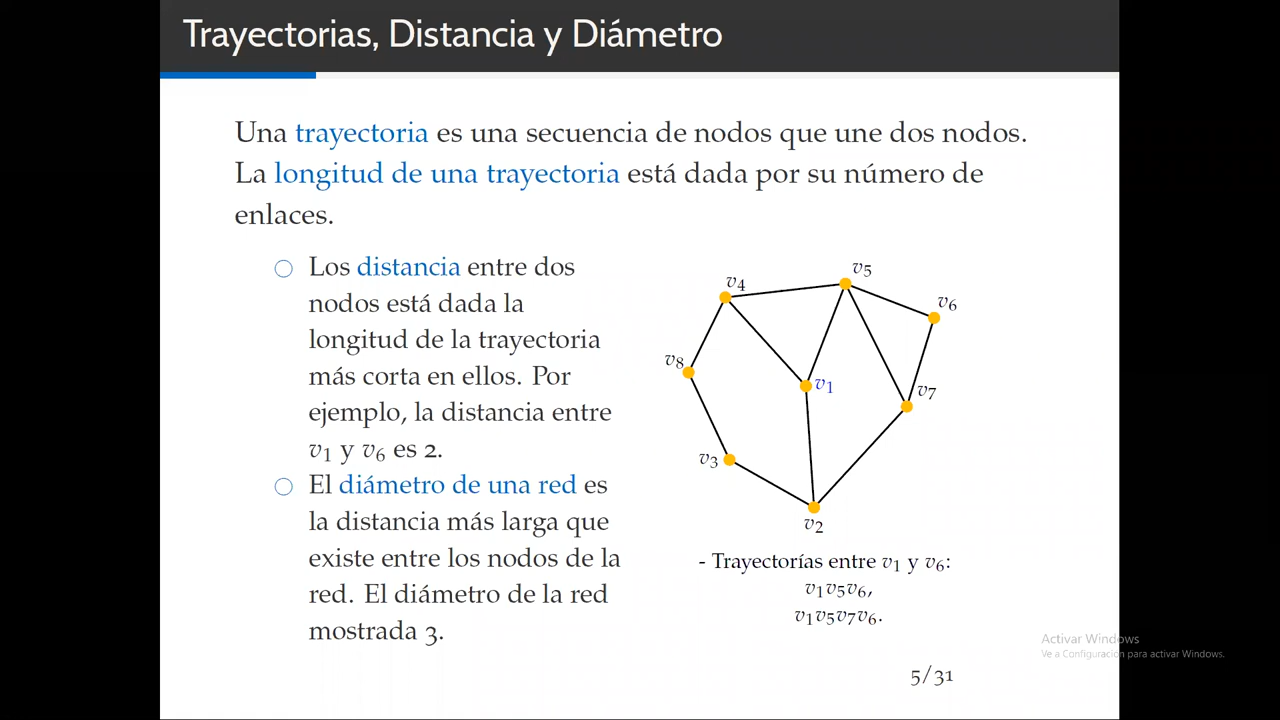 Trayectorias, Distancia y Diámetro
Una trayectoria es una secuencia de nodos que une dos nodos.
La longitud de una trayectoria está dada por su número de
enlaces.
Los distancia entre dos
nodos está dada la
longitud de la trayectoria
más corta en ellos. Por
ejemplo, la distancia entre
v1 y v6 es 2.
El diámetro de una red es
la distancia más larga que
existe entre los nodos de la
red. El diámetro de la red
mostrada 3.
v5
v4
v6
v8
v1
v7
v3
v2
- Trayectorías entre v1 y v6:
v1v5v6,
v1v5v7v6.
Activar Windows
Ve a Configuración para activar Windows.
5/31